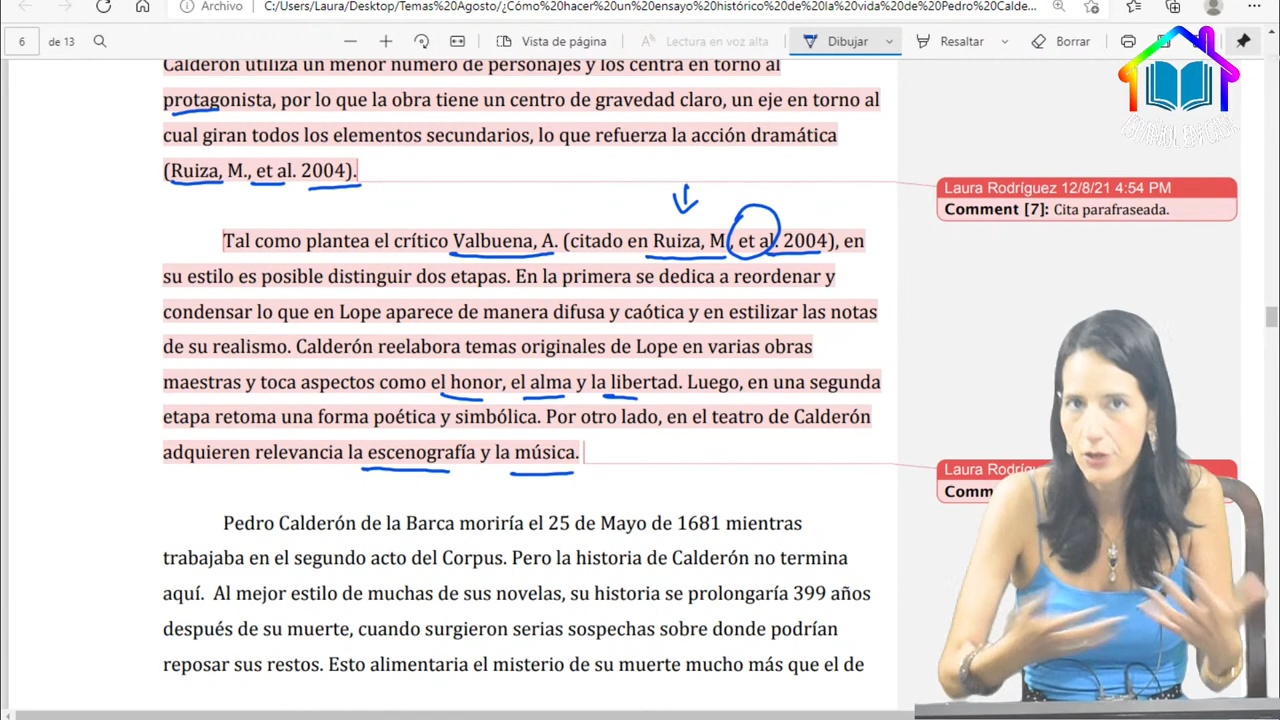 Archivo
C:/Users/Laura/Desktop/Temas%20Agosto/¿Cómo%20hacer%20un%20ensayo%20histórico%20de%20la%20vida%20de%20Pedro%20Calde...
6 de 13
Vista de página
Lectura en voz alta
Dibujar
Resaltar
Borrar
Calderón utiliza un menor número de personajes y los centra en torno al
protagonista, por lo que la obra tiene un centro de gravedad claro, un eje en torno al
cual giran todos los elementos secundarios, lo que refuerza la acción dramática
(Ruiza, M., et al. 2004).
Laura Rodríguez 12/8/21 4:54 PM
Comment [7]: Cita parafraseada.
Tal como plantea el crítico Valbuena, A. (citado en Ruiza, M., et al. 2004), en
su estilo es posible distinguir dos etapas. En la primera se dedica a reordenar y
condensar lo que en Lope aparece de manera difusa y caótica y en estilizar las notas
de su realismo. Calderón reelabora temas originales de Lope en varias obras
maestras y toca aspectos como el honor, el alma y la libertad. Luego, en una segunda
etapa retoma una forma poética y simbólica. Por otro lado, en el teatro de Calderón
adquieren relevancia la escenografía y la música.
Laura Rodríg
Comm
Pedro Calderón de la Barca moriría el 25 de Mayo de 1681 mientras
trabajaba en el segundo acto del Corpus. Pero la historia de Calderón no termina
aquí. Al mejor estilo de muchas de sus novelas, su historia se prolongaría 399 años
después de su muerte, cuando surgieron serias sospechas sobre donde podrían
reposar sus restos. Esto alimentaria el misterio de su muerte mucho más que el de